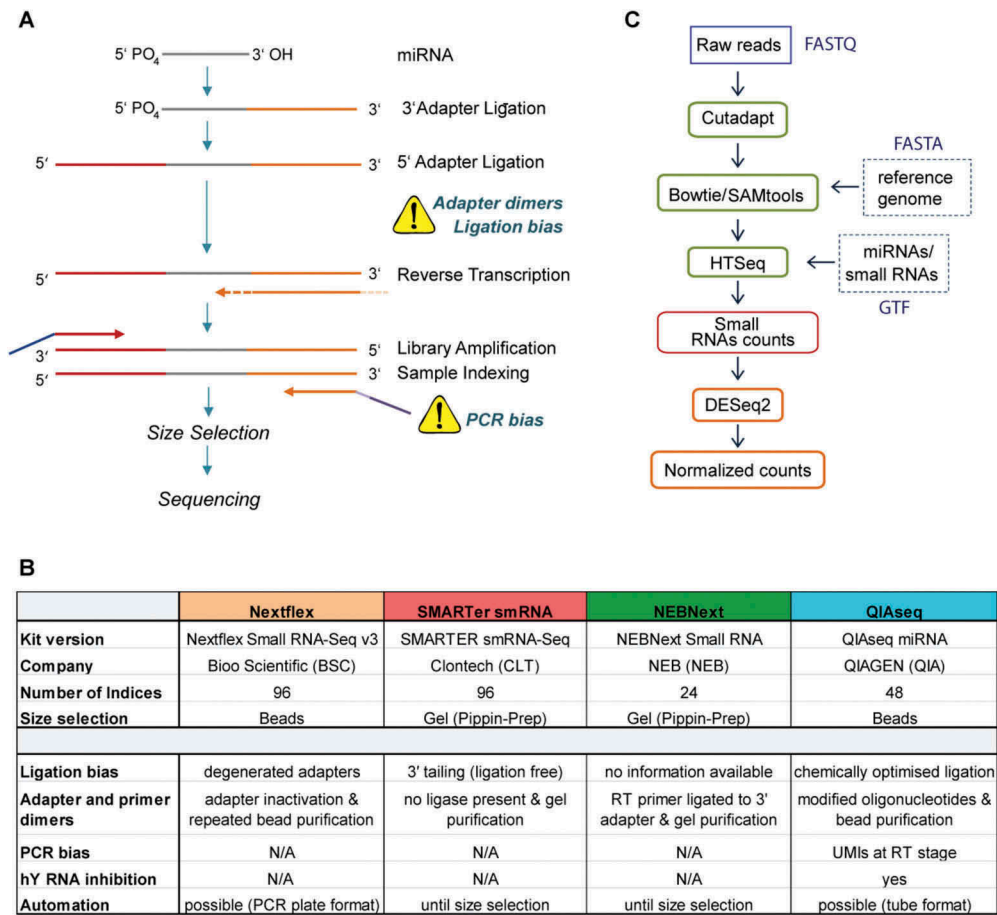 A
5‘ PO4 3‘ OH miRNA
5‘ PO4 3‘ 3‘Adapter Ligation
5‘ 3‘ 5‘ Adapter Ligation
Adapter dimers
Ligation bias
5‘ 3‘ Reverse Transcription
3‘ 5‘ Library Amplification
5‘ 3‘ Sample Indexing
PCR bias
Size Selection
Sequencing
C
Raw reads FASTQ
Cutadapt
FASTA
Bowtie/SAMtools
reference
genome
HTSeq
miRNAs/
small RNAs
GTF
Small
RNAs counts
DESeq2
Normalized counts
B
Nextflex SMARTer smRNA NEBNext QIAseq
Kit version Nextflex Small RNA-Seq v3 SMARTER smRNA-Seq NEBNext Small RNA QIAseq miRNA
Company Bioo Scientific (BSC) Clontech (CLT) NEB (NEB) QIAGEN (QIA)
Number of Indices 96 96 24 48
Size selection Beads Gel (Pippin-Prep) Gel (Pippin-Prep) Beads
Ligation bias degenerated adapters 3′ tailing (ligation free) no information available chemically optimised ligation
Adapter and primer adapter inactivation & no ligase present & gel RT primer ligated to 3′ modified oligonucleotides &
dimers repeated bead purification purification adapter & gel purification bead purification
PCR bias N/A N/A N/A UMIs at RT stage
hY RNA inhibition N/A N/A N/A yes
Automation possible (PCR plate format) until size selection until size selection possible (tube format)